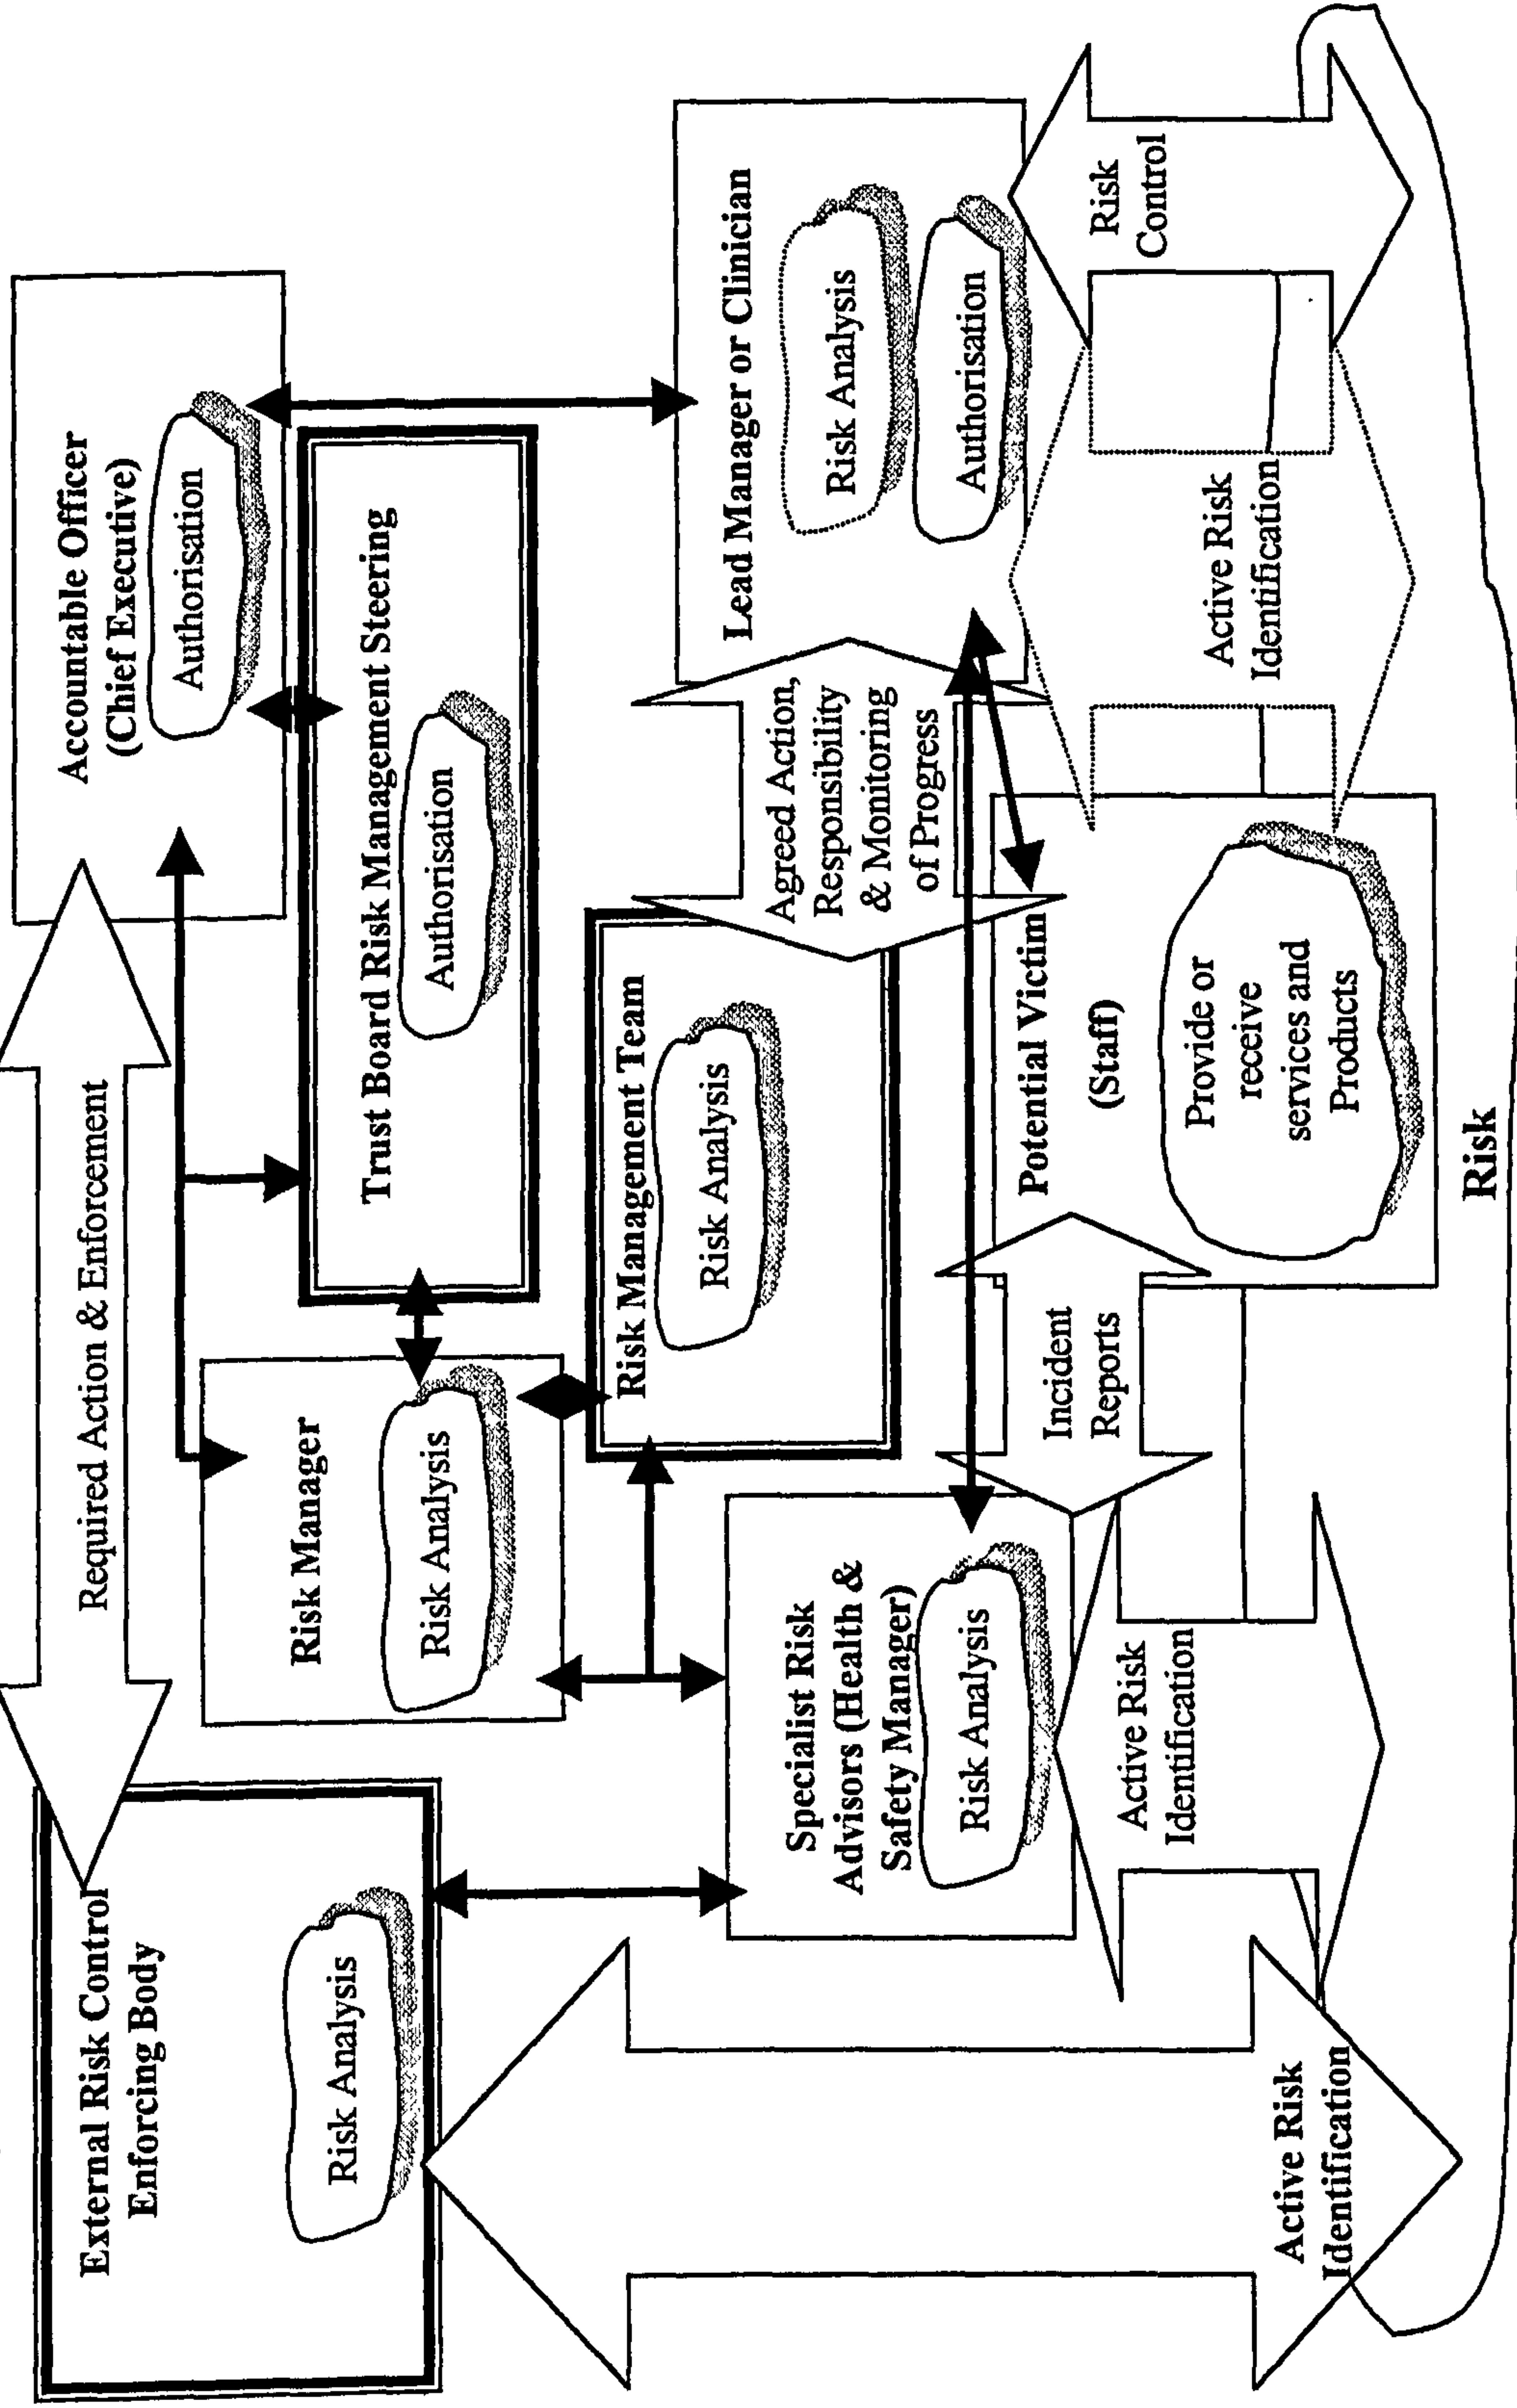 External Risk Control
Enforcing Body
Risk Analysis
Required Action & Enforcement
Accountable Officer
(Chief Executive)
Authorisation
Risk Manager
Risk Analysis
Trust Board Risk Management Steering
Authorisation
Risk Management Team
Risk Analysis
Agreed Action,
Responsibility
& Monitoring
of Progress
Lead Manager or Clinician
Risk Analysis
Authorisation
Specialist Risk
Advisors (Health &
Safety Manager)
Risk Analysis
Incident
Reports
Potential Victim
(Staff)
Provide or
receive
services and
Products
Active Risk
Identification
Active Risk
Identification
Active Risk
Identification
Risk
Control
Risk